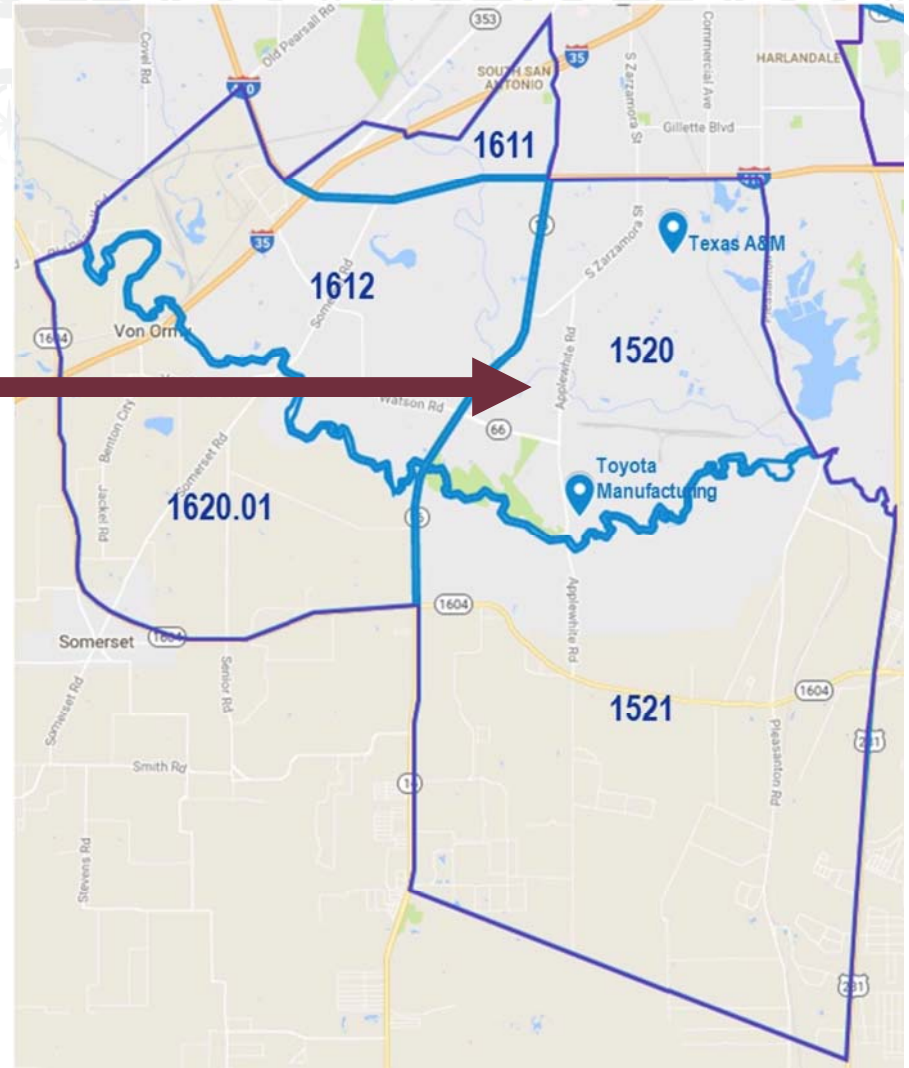 353
Old Pearsall Rd
Covel Rd.
35
SOUTH SAN
ANTONIO
S Zarzamora St
Commercial Ave
HARLANDALE
Gillette Blvd
1611
S Zarzamora St
Texas A&M
35
1612
Von Ormy
1604
1520
Applewhite Rd
Watson Rd
66
Benton City
Somerset Rd
Jackel Rd
Toyota
Manufacturing
1620.01
16
Applewhite Rd
1604
Somerset
1604
Senior Rd
Somerset Rd
1521
1604
Pleasanton Rd
281
Smith Rd
16
Stevens Rd
281